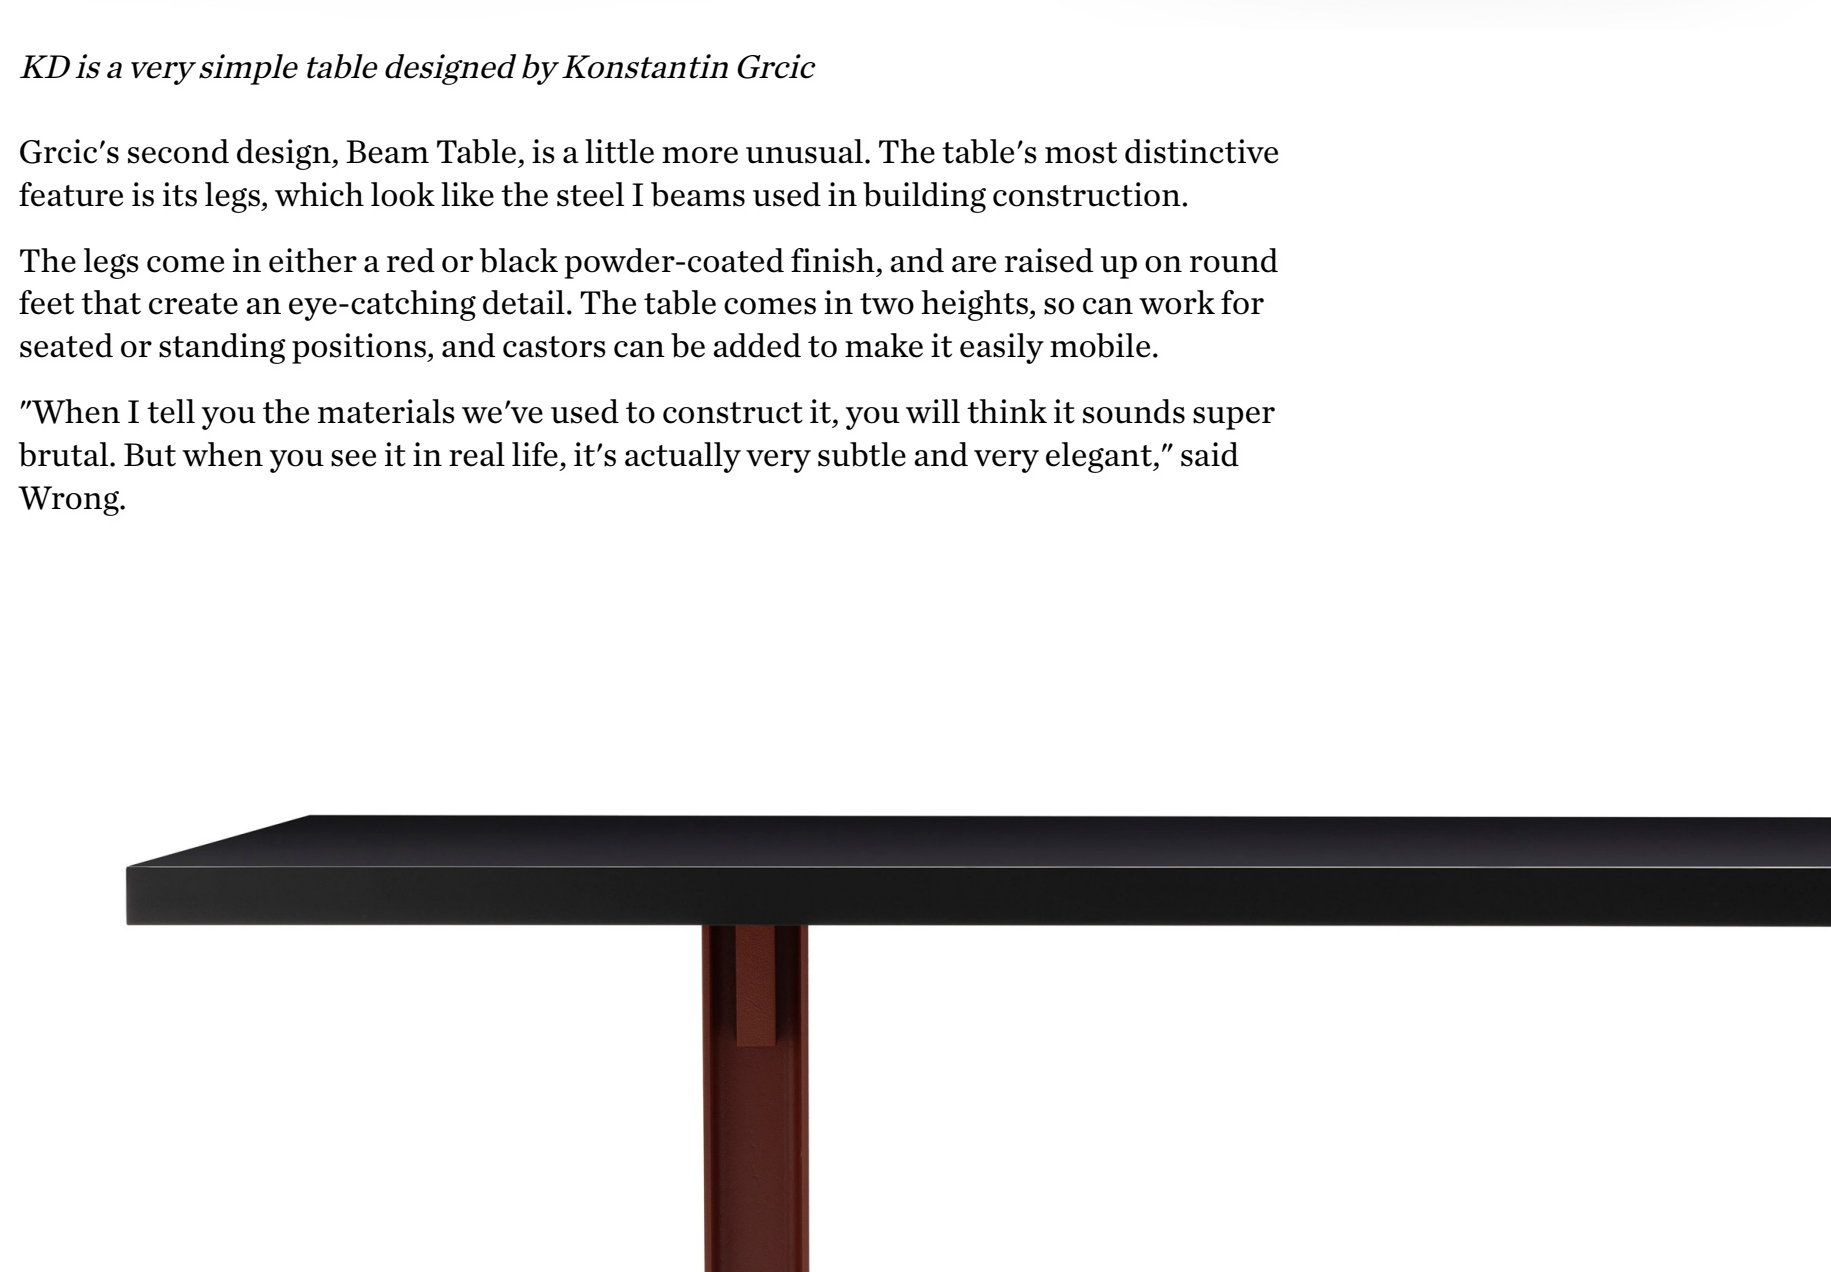 KD is a very simple table designed by Konstantin Grcic
Grcic's second design, Beam Table, is a little more unusual. The table's most distinctive
feature is its legs, which look like the steel I beams used in building construction.
The legs come in either a red or black powder-coated finish, and are raised up on round
feet that create an eye-catching detail. The table comes in two heights, so can work for
seated or standing positions, and castors can be added to make it easily mobile.
"When I tell you the materials we've used to construct it, you will think it sounds super
brutal. But when you see it in real life, it's actually very subtle and very elegant," said
Wrong.